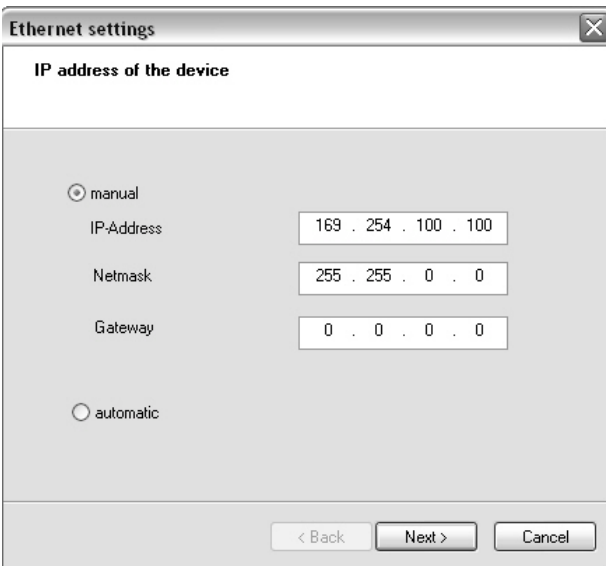 Ethernet settings
IP address of the device
manual
IP-Address 169 . 254 . 100 . 100
Netmask 255 . 255 . 0 . 0
Gateway 0 . 0 . 0 . 0
automatic
< Back Next > Cancel